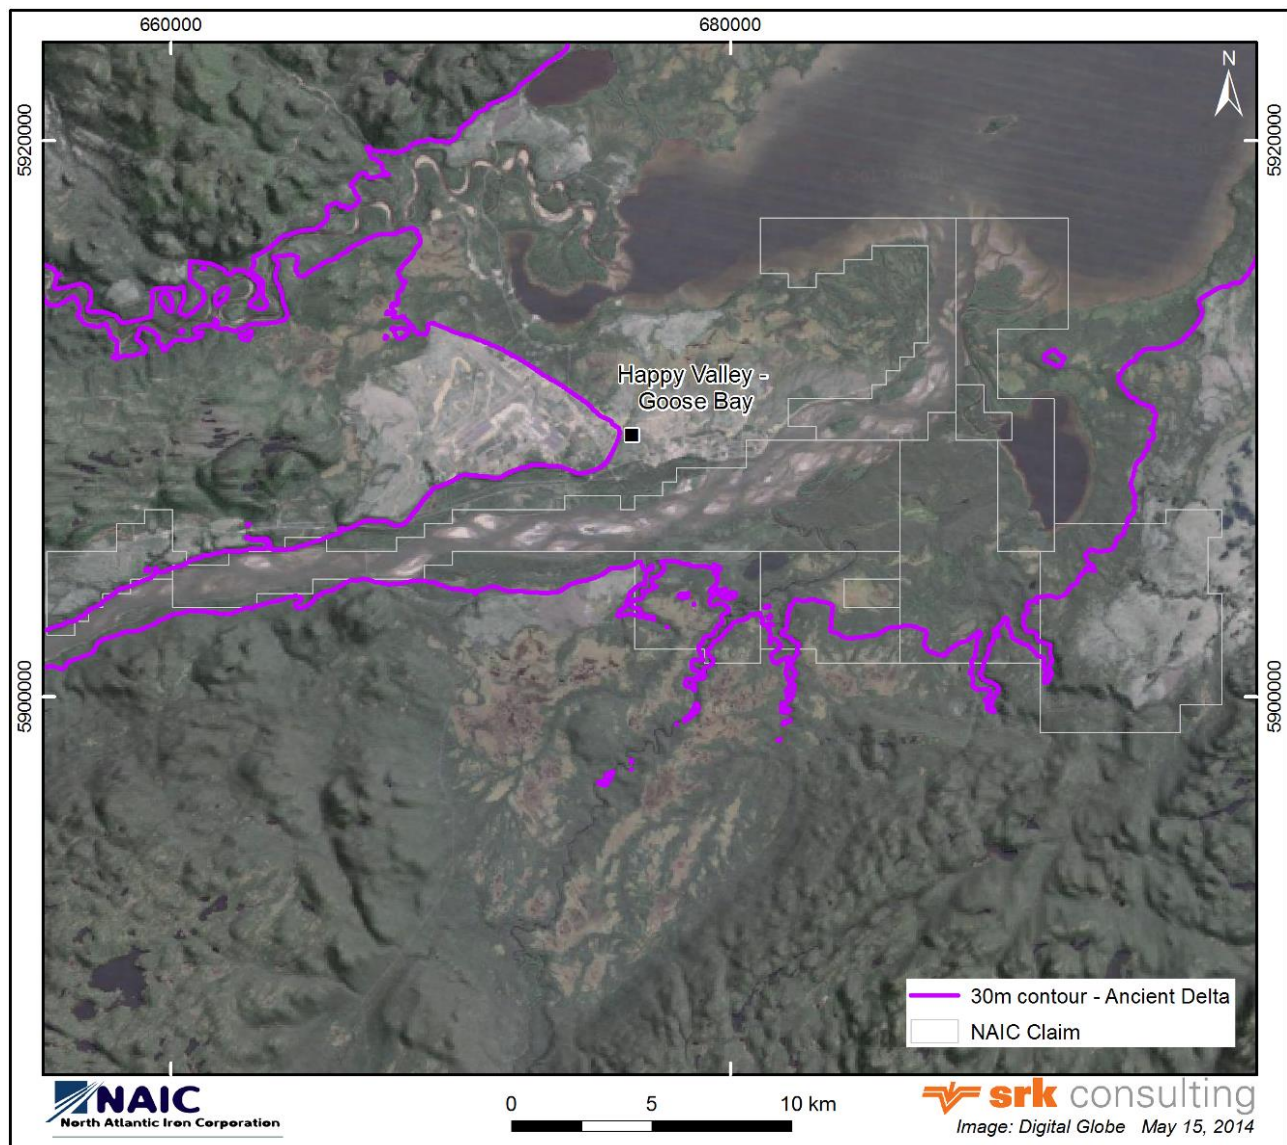 660000
680000
N
5920000
5920000
Happy Valley -
Goose Bay
5900000
5900000
30m contour - Ancient Delta
NAIC Claim
NAIC
North Atlantic Iron Corporation
0 5 10 km
srk consulting
Image: Digital Globe May 15, 2014